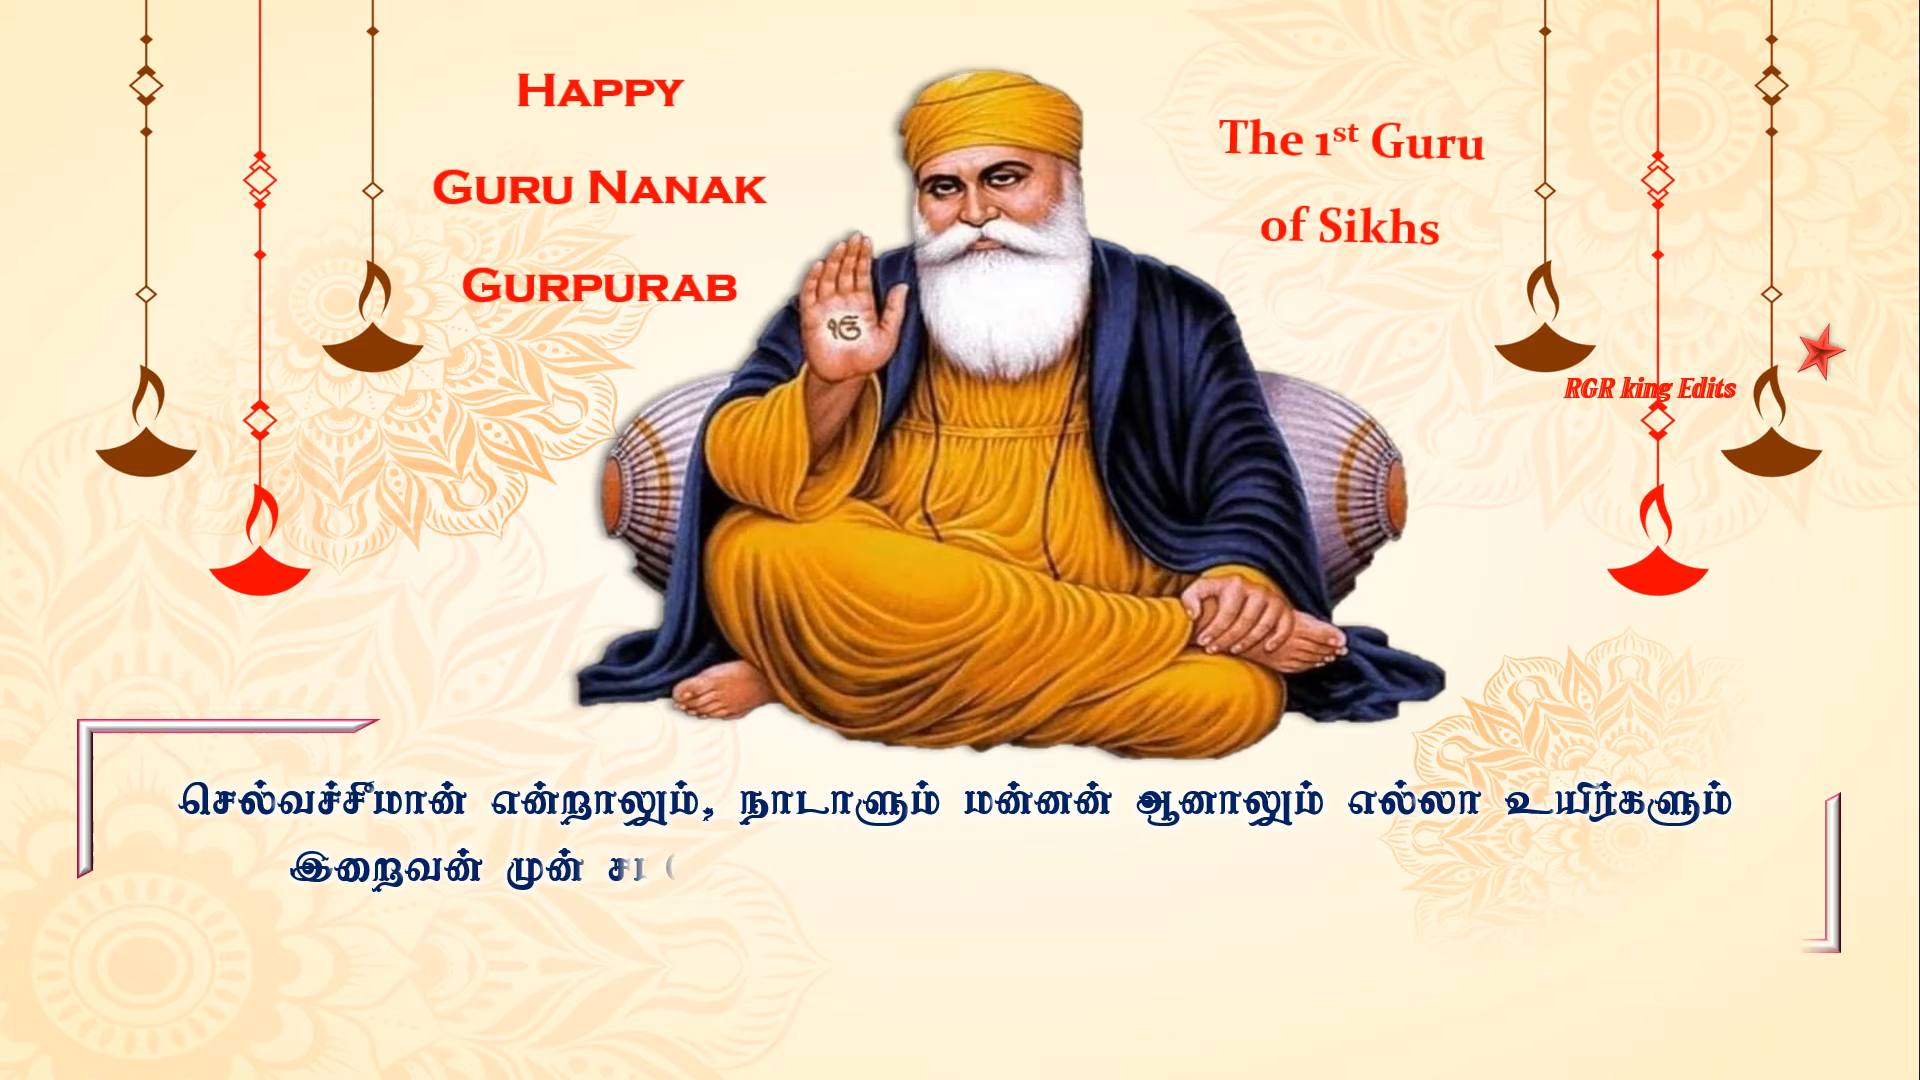 Happy
Guru Nanak
Gurpurab
The 1st Guru
of Sikhs
RGR king Edits
ੴ
செல்வச்சீமான் என்றாலும், நாடாளும் மன்னன் ஆனாலும் எல்லா உயிர்களும்
இறைவன் முன்